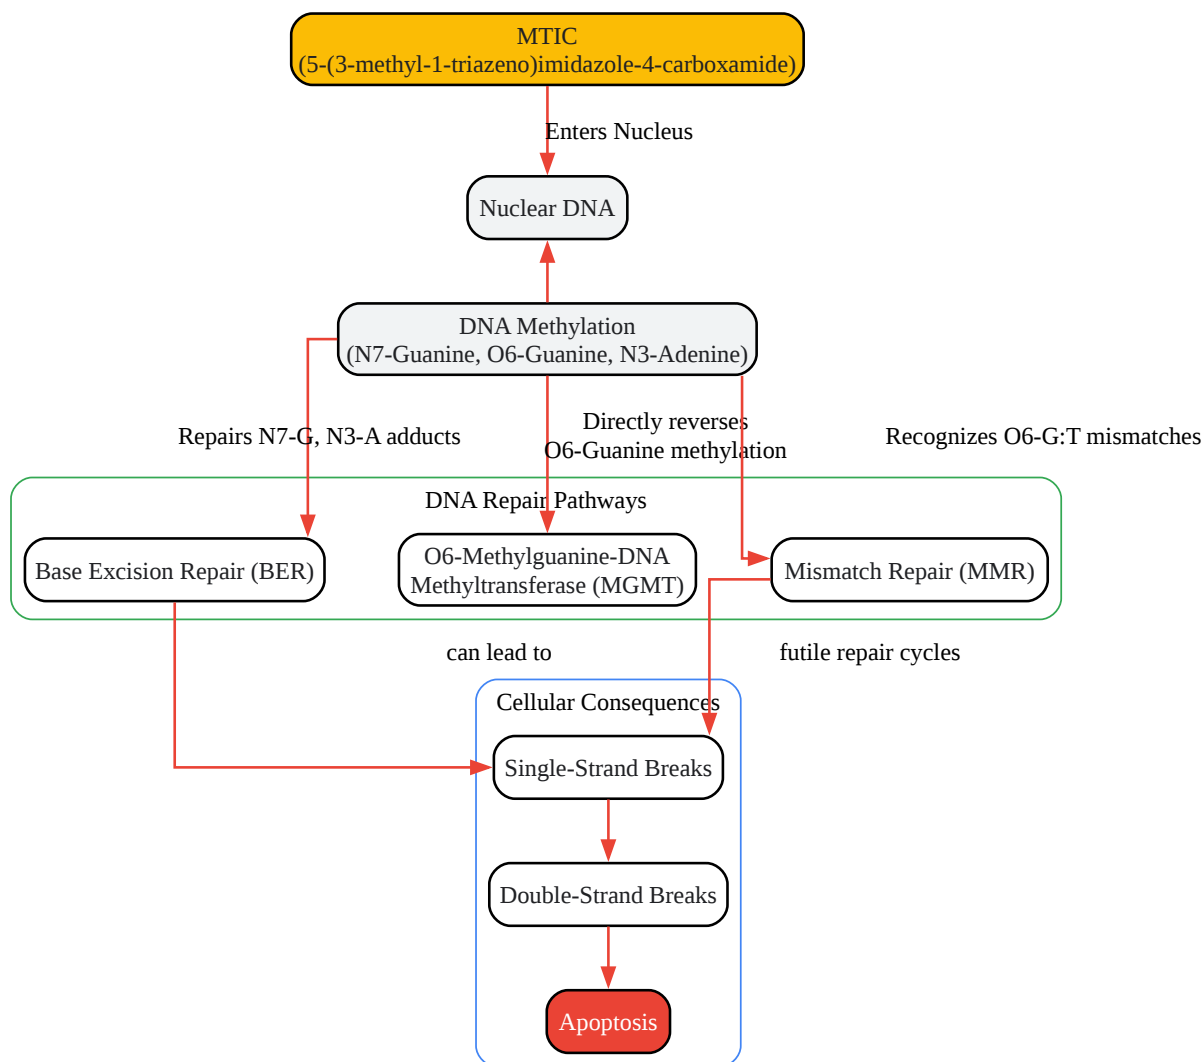 MTIC
(5-(3-methyl-1-triazeno)imidazole-4-carboxamide)
Enters Nucleus
Nuclear DNA
DNA Methylation
(N7-Guanine, O6-Guanine, N3-Adenine)
Repairs N7-G, N3-A adducts
Directly reverses
O6-Guanine methylation
Recognizes O6-G:T mismatches
DNA Repair Pathways
Base Excision Repair (BER)
O6-Methylguanine-DNA
Methyltransferase (MGMT)
Mismatch Repair (MMR)
can lead to
futile repair cycles
Cellular Consequences
Single-Strand Breaks
Double-Strand Breaks
Apoptosis